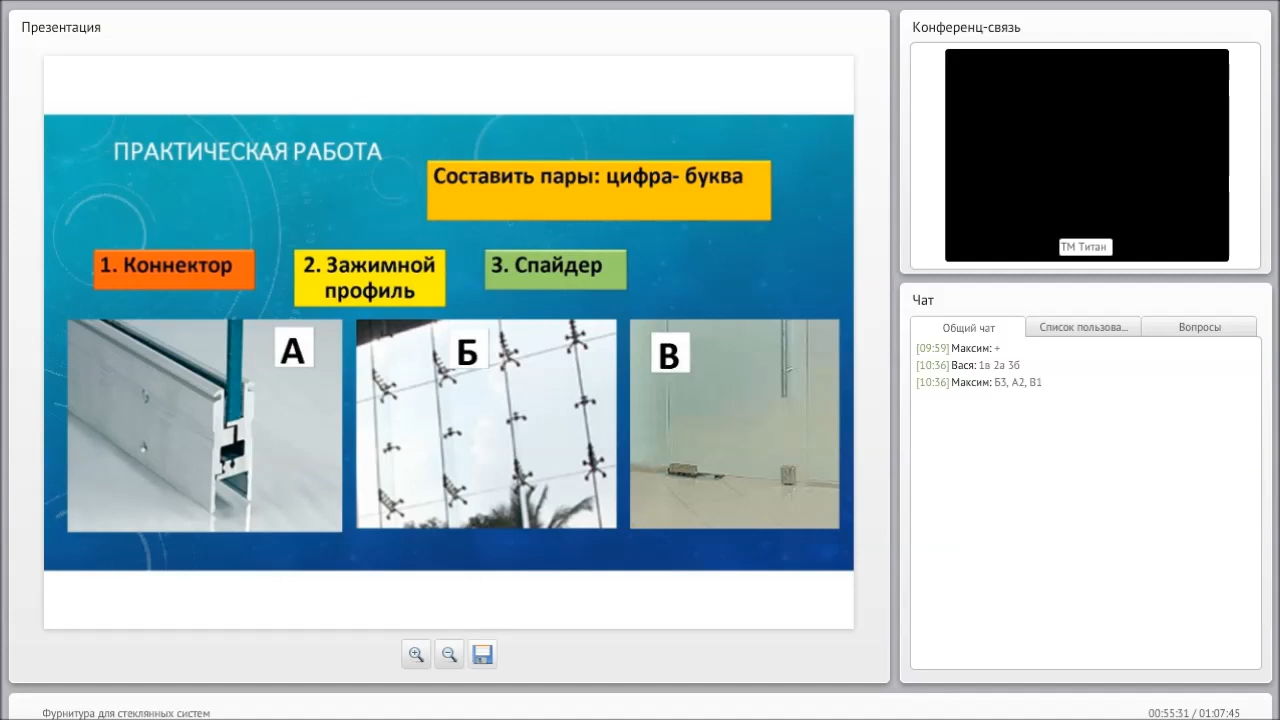 Презентация
ПРАКТИЧЕСКАЯ РАБОТА
Составить пары: цифра- буква
1. Коннектор
2. Зажимной
профиль
3. Спайдер
А
Б
В
Конференц-связь
ТМ Титан
Чат
Общий чат
Список пользова...
Вопросы
[09:59] Максим: +
[10:36] Вася: 1в 2а 3б
[10:36] Максим: Б3, А2, В1
Фурнитура для стеклянных систем
00:55:31 / 01:07:45